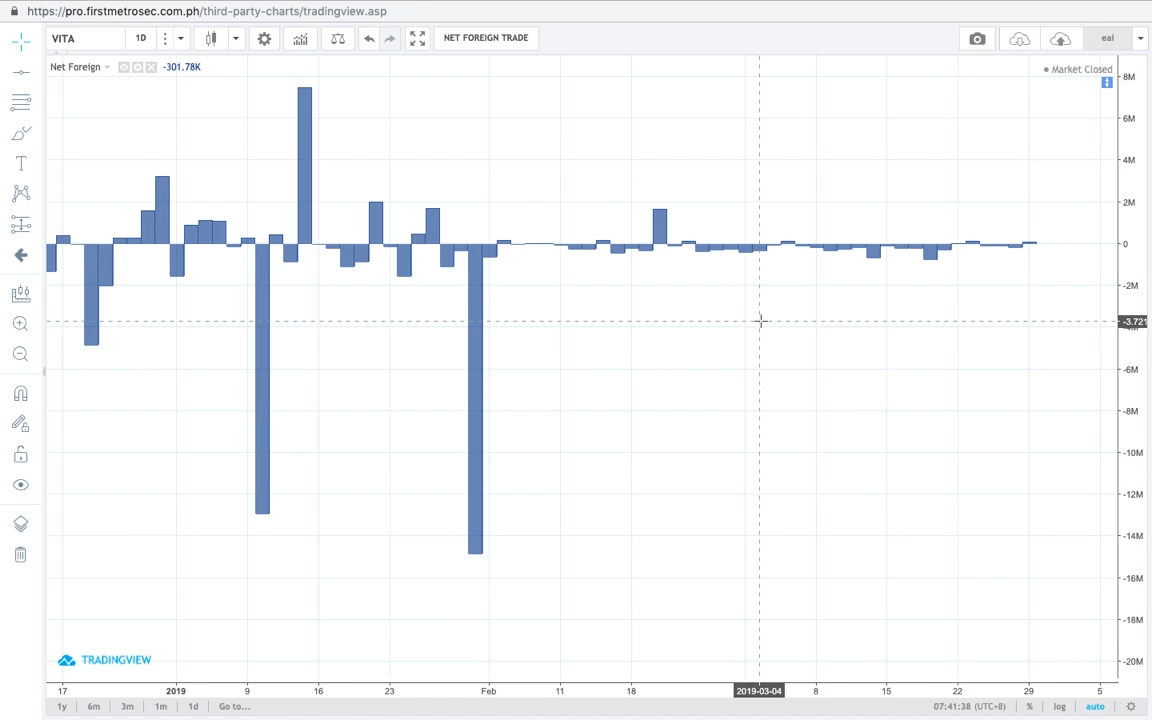 https://pro.firstmetrosec.com.ph/third-party-charts/tradingview.asp
VITA 1D NET FOREIGN TRADE eai
Net Foreign -301.78K
Market Closed
8M
6M
4M
2M
0
-2M
-3.721
-4M
-6M
-8M
-10M
-12M
-14M
-16M
-18M
-20M
TRADINGVIEW
17 2019 9 16 23 Feb 11 18 2019-03-04 8 15 22 29 5
1y 6m 3m 1m 1d Go to... 07:41:38 (UTC+8) % log auto